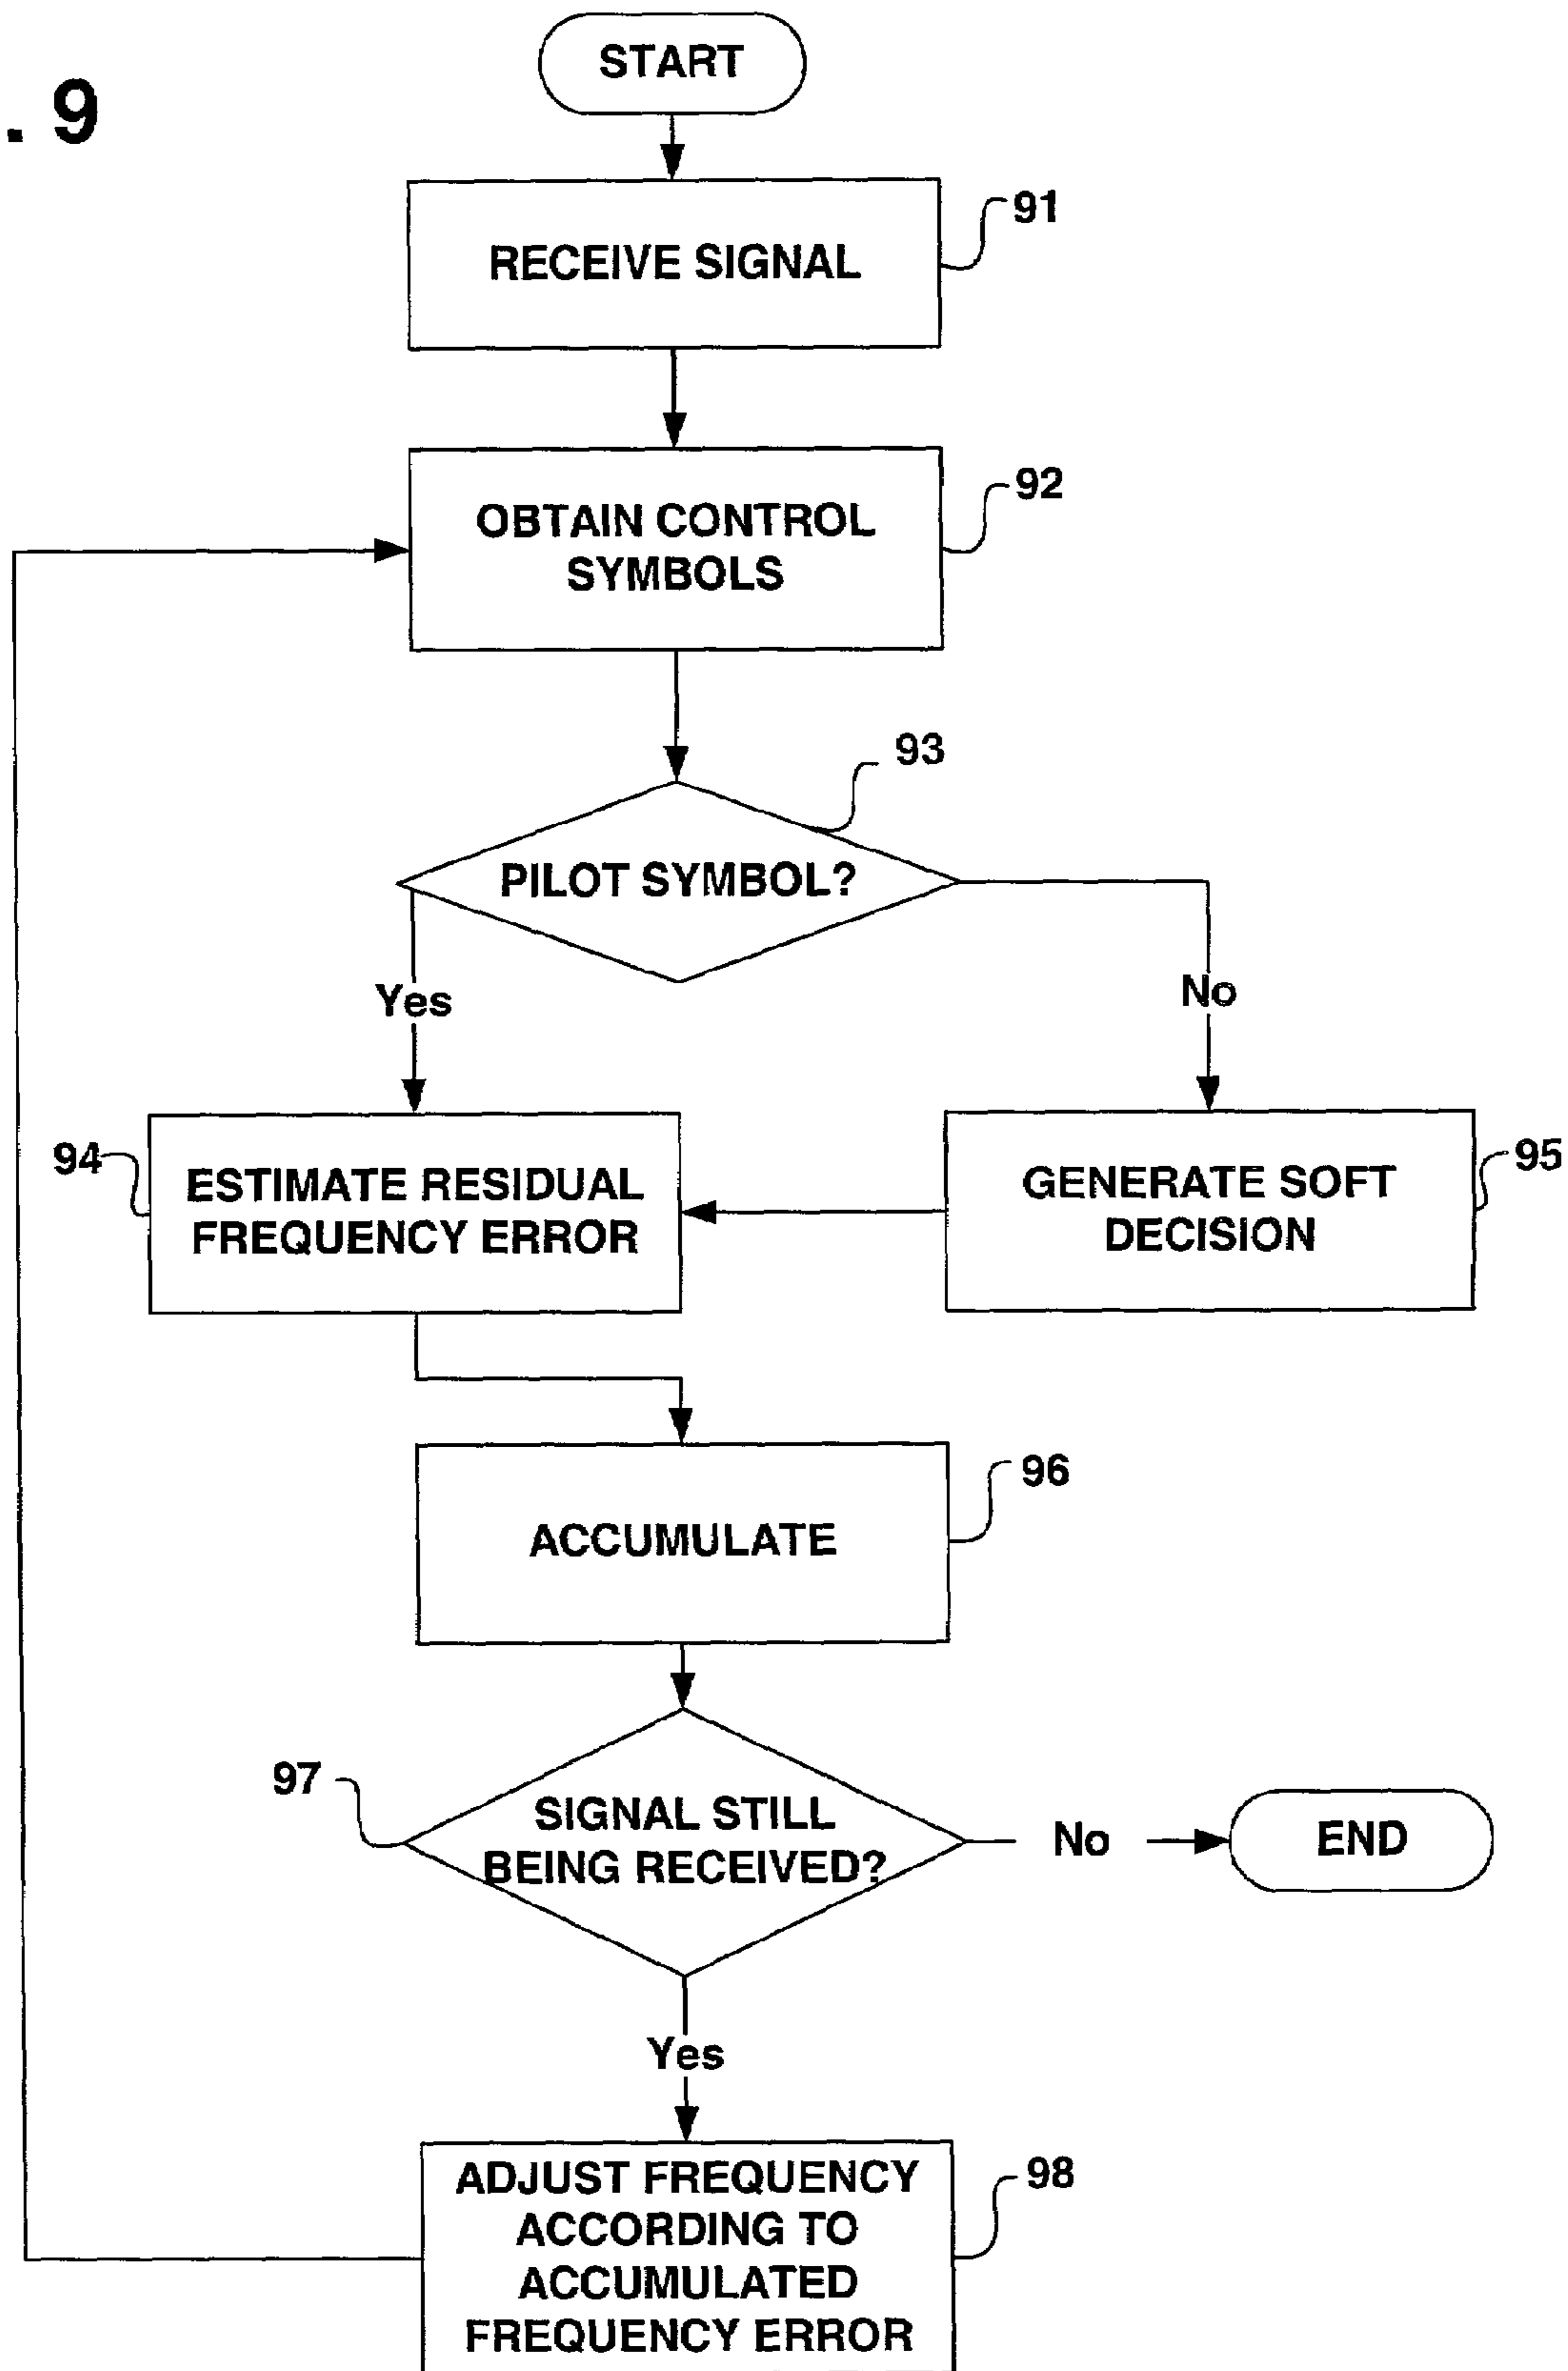 . 9
START
RECEIVE SIGNAL
91
OBTAIN CONTROL
SYMBOLS
92
93
PILOT SYMBOL?
Yes
No
94
ESTIMATE RESIDUAL
FREQUENCY ERROR
GENERATE SOFT
DECISION
95
ACCUMULATE
96
97
SIGNAL STILL
BEING RECEIVED?
No
END
Yes
ADJUST FREQUENCY
ACCORDING TO
ACCUMULATED
FREQUENCY ERROR
98